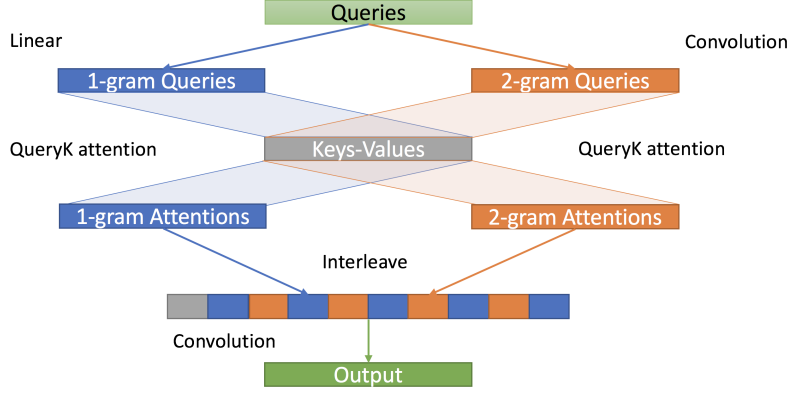 Queries
Linear
Convolution
1-gram Queries
2-gram Queries
QueryK attention
Keys-Values
QueryK attention
1-gram Attentions
2-gram Attentions
Interleave
Convolution
Output